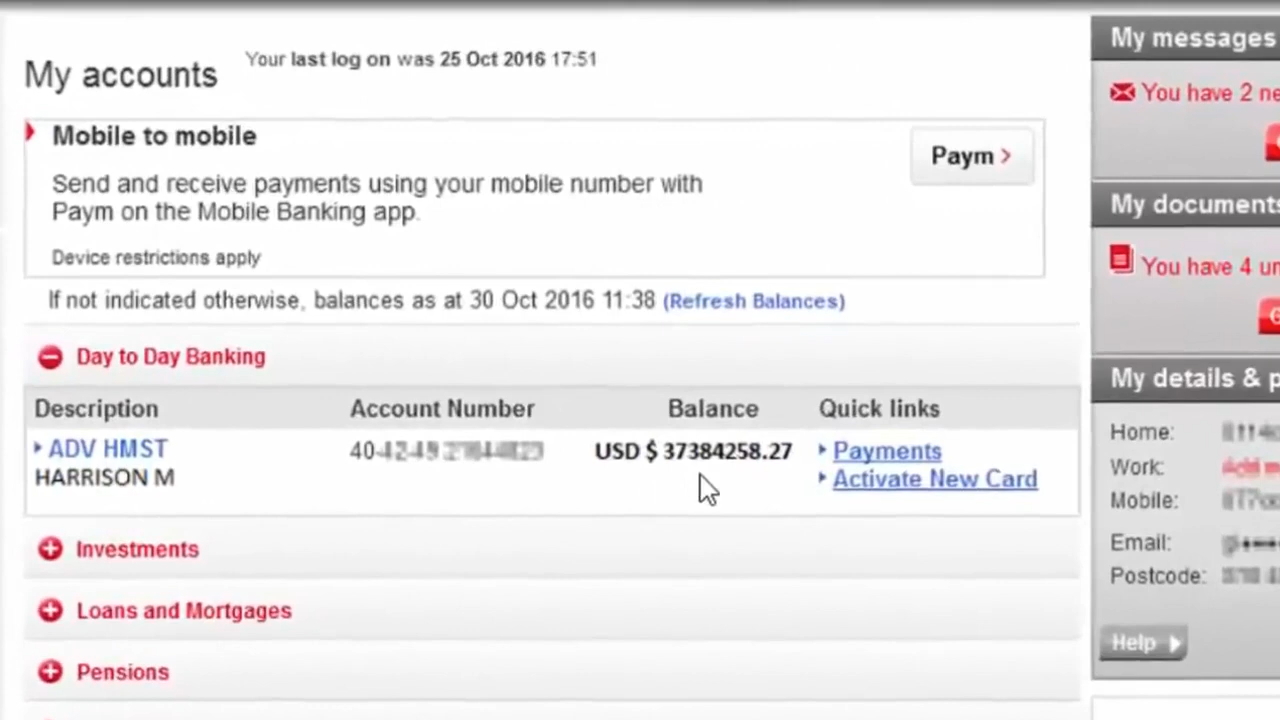 My accounts
Your last log on was 25 Oct 2016 17:51
Mobile to mobile
Send and receive payments using your mobile number with
Paym on the Mobile Banking app.
Device restrictions apply
Paym
If not indicated otherwise, balances as at 30 Oct 2016 11:38 (Refresh Balances)
Day to Day Banking
Description Account Number Balance Quick links
ADV HMST 40- USD $ 37384258.27 Payments
HARRISON M Activate New Card
Investments
Loans and Mortgages
Pensions
My messages
You have 2
My documents
You have 4
My details &
Home:
Work:
Mobile:
Email:
Postcode:
Help